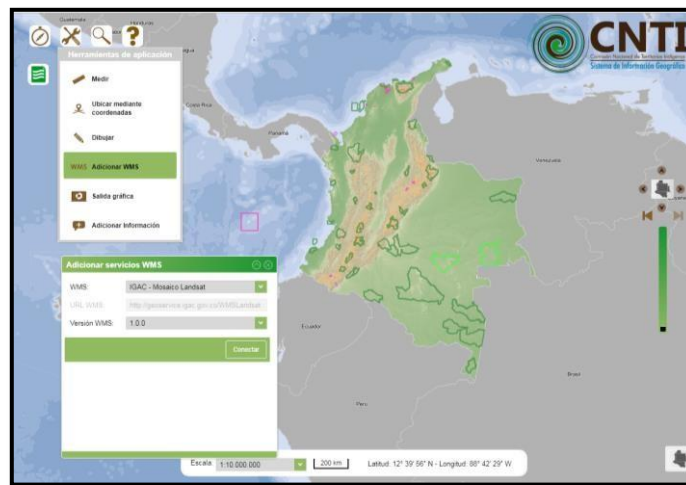 Guatemala
Honduras
Nicaragua
CNTI
Comisión Nacional de Territorios Indígenas
Sistema de Información Geográfica
Herramientas de aplicación
Medir
Ubicar mediante
coordenadas
Dibujar
WMS Adicionar WMS
Salida gráfica
Adicionar Información
Costa Rica
Panamá
Venezuela
Adicionar servicios WMS
WMS: IGAC - Mosaico Landsat
URL WMS: http://geoservice.igac.gov.co/WMSLandsat
Versión WMS: 1.0.0
Conectar
Ecuador
Perú
Brasil
Escala: 1:10.000.000 200 km Latitud: 12° 39' 56" N - Longitud: 88° 42' 29" W